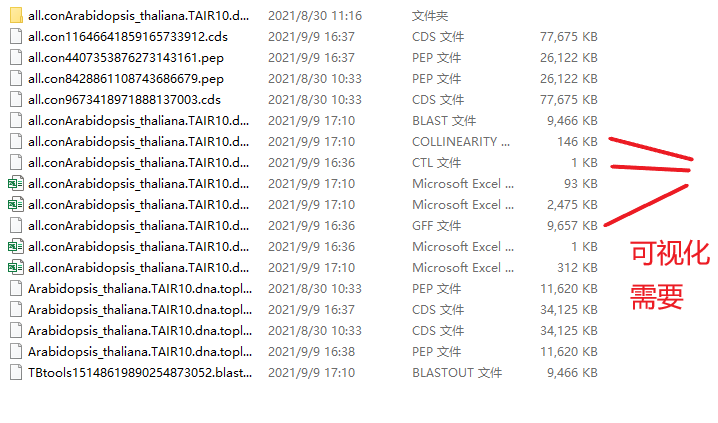 all.conArabidopsis_thaliana.TAIR10.d... 2021/8/30 11:16 文件夹
all.con11646641859165733912.cds 2021/9/9 16:37 CDS 文件 77,675 KB
all.con4407353876273143161.pep 2021/9/9 16:37 PEP 文件 26,122 KB
all.con8428861108743686679.pep 2021/8/30 10:33 PEP 文件 26,122 KB
all.con9673418971888137003.cds 2021/8/30 10:33 CDS 文件 77,675 KB
all.conArabidopsis_thaliana.TAIR10.d... 2021/9/9 17:10 BLAST 文件 9,466 KB
all.conArabidopsis_thaliana.TAIR10.d... 2021/9/9 17:10 COLLINEARITY ... 146 KB
all.conArabidopsis_thaliana.TAIR10.d... 2021/9/9 16:36 CTL 文件 1 KB
all.conArabidopsis_thaliana.TAIR10.d... 2021/9/9 17:10 Microsoft Excel ... 93 KB
all.conArabidopsis_thaliana.TAIR10.d... 2021/9/9 17:10 Microsoft Excel ... 2,475 KB
all.conArabidopsis_thaliana.TAIR10.d... 2021/9/9 16:36 GFF 文件 9,657 KB
all.conArabidopsis_thaliana.TAIR10.d... 2021/9/9 16:36 Microsoft Excel ... 1 KB
all.conArabidopsis_thaliana.TAIR10.d... 2021/9/9 17:10 Microsoft Excel ... 312 KB
Arabidopsis_thaliana.TAIR10.dna.topl... 2021/8/30 10:33 PEP 文件 11,620 KB
Arabidopsis_thaliana.TAIR10.dna.topl... 2021/9/9 16:37 CDS 文件 34,125 KB
Arabidopsis_thaliana.TAIR10.dna.topl... 2021/8/30 10:33 CDS 文件 34,125 KB
Arabidopsis_thaliana.TAIR10.dna.topl... 2021/9/9 16:38 PEP 文件 11,620 KB
TBtools15148619890254873052.blast... 2021/9/9 17:10 BLASTOUT 文件 9,466 KB
可视化
需要